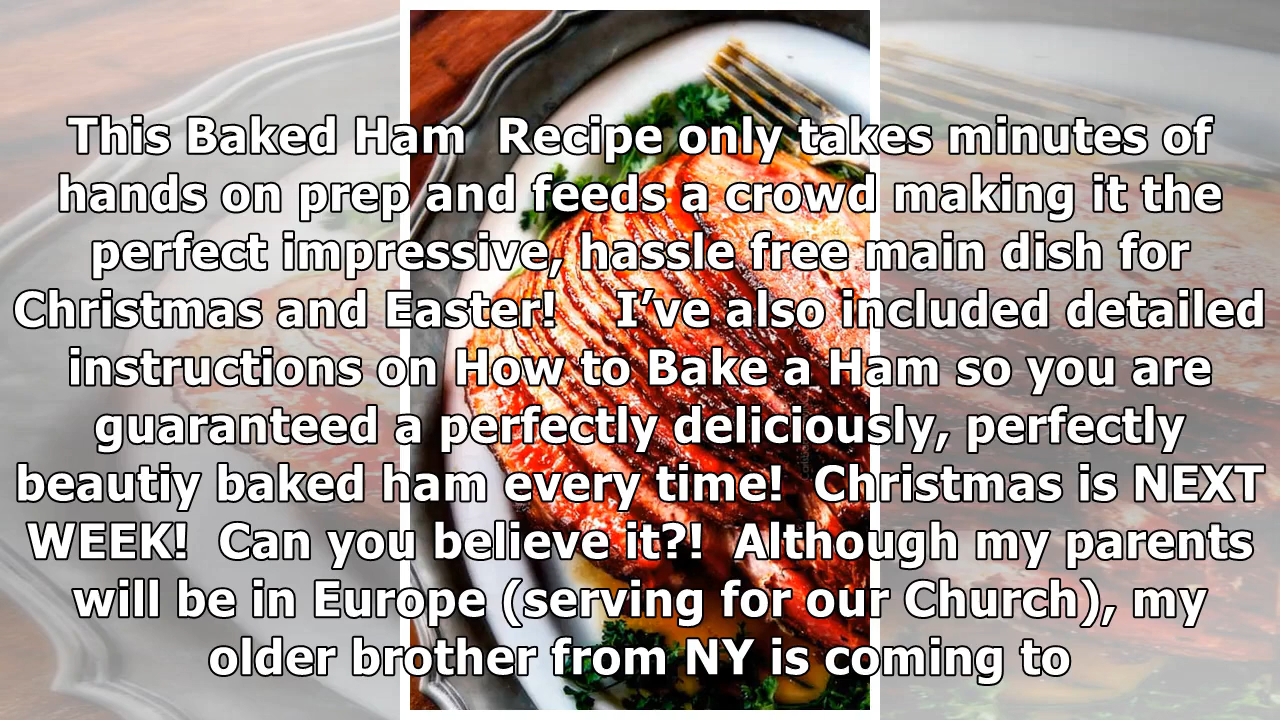 This Baked Ham  Recipe only takes minutes of
hands on prep and feeds a crowd making it the
perfect impressive, hassle free main dish for
Christmas and Easter!    I’ve also included detailed
instructions on How to Bake a Ham so you are
guaranteed a perfectly deliciously, perfectly
beautiy baked ham every time!  Christmas is NEXT
WEEK!  Can you believe it?!  Although my parents
will be in Europe (serving for our Church), my
older brother from NY is coming to